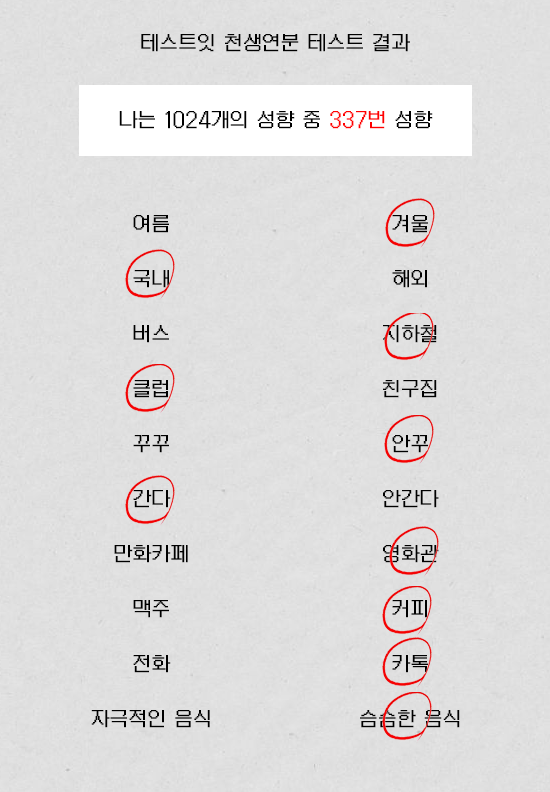 테스트잇 천생연분 테스트 결과
나는 1024개의 성향 중 337번 성향
여름 겨울
국내 해외
버스 지하철
클럽 친구집
꾸꾸 안꾸
간다 안간다
만화카페 영화관
맥주 커피
전화 카톡
자극적인 음식 슴슴한 음식